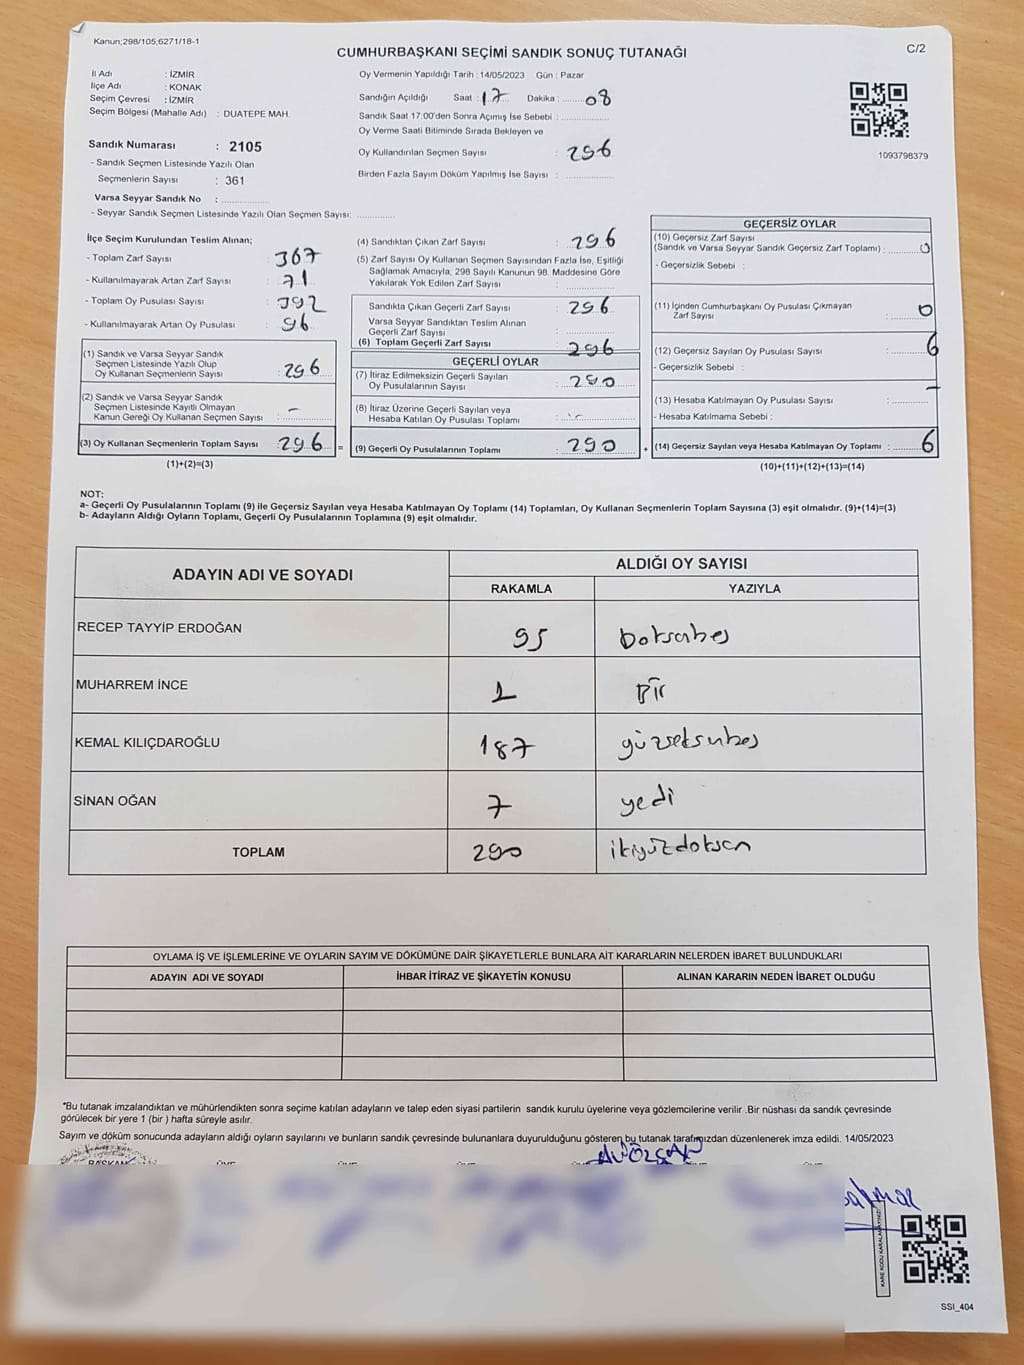 Kanun;298/105;6271/18-1
CUMHURBAŞKANI SEÇİMİ SANDIK SONUÇ TUTANAĞI
C/2
İl Adı : İZMİR
İlçe Adı : KONAK
Seçim Çevresi : İZMİR
Seçim Bölgesi (Mahalle Adı) : DUATEPE MAH.
Sandık Numarası : 2105
- Sandık Seçmen Listesinde Yazılı Olan
Seçmenlerin Sayısı : 361
Varsa Seyyar Sandık No : ....................
- Seyyar Sandık Seçmen Listesinde Yazılı Olan Seçmen Sayısı: ..............
Oy Vermenin Yapıldığı Tarih : 14/05/2023 Gün : Pazar
Sandığın Açıldığı Saat : 17 Dakika : 08
Sandık Saat 17:00'den Sonra Açımış İse Sebebi : ....................
Oy Verme Saati Bitiminde Sırada Bekleyen ve
Oy Kullandırılan Seçmen Sayısı : 296
Birden Fazla Sayım Döküm Yapılmış İse Sayısı : ....................
1093798379
İlçe Seçim Kurulundan Teslim Alınan;
- Toplam Zarf Sayısı : 367
- Kullanılmayarak Artan Zarf Sayısı : 71
- Toplam Oy Pusulası Sayısı : 392
- Kullanılmayarak Artan Oy Pusulası : 96
(1) Sandık ve Varsa Seyyar Sandık
Seçmen Listesinde Yazılı Olup
Oy Kullanan Seçmenlerin Sayısı : 296
(2) Sandık ve Varsa Seyyar Sandık
Seçmen Listesinde Kayıtlı Olmayan
Kanun Gereği Oy Kullanan Seçmen Sayısı : –
(3) Oy Kullanan Seçmenlerin Toplam Sayısı : 296 =
(1)+(2)=(3)
(4) Sandıktan Çıkan Zarf Sayısı : 296
(5) Zarf Sayısı Oy Kullanan Seçmen Sayısından Fazla İse, Eşitliği
Sağlamak Amacıyla; 298 Sayılı Kanunun 98. Maddesine Göre
Yakılarak Yok Edilen Zarf Sayısı : ..............
Sandıkta Çıkan Geçerli Zarf Sayısı : 296
Varsa Seyyar Sandıktan Teslim Alınan
Geçerli Zarf Sayısı : ..............
(6) Toplam Geçerli Zarf Sayısı : 296
GEÇERLİ OYLAR
(7) İtiraz Edilmeksizin Geçerli Sayılan
Oy Pusulalarının Sayısı : 290
(8) İtiraz Üzerine Geçerli Sayılan veya
Hesaba Katılan Oy Pusulası Toplamı : ..............
(9) Geçerli Oy Pusulalarının Toplamı : 290 +
GEÇERSİZ OYLAR
(10) Geçersiz Zarf Sayısı
(Sandık ve Varsa Seyyar Sandık Geçersiz Zarf Toplamı) : 0
- Geçersizlik Sebebi :
(11) İçinden Cumhurbaşkanı Oy Pusulası Çıkmayan
Zarf Sayısı : 0
(12) Geçersiz Sayılan Oy Pusulası Sayısı : 6
- Geçersizlik Sebebi :
(13) Hesaba Katılmayan Oy Pusulası Sayısı : –
- Hesaba Katılmama Sebebi :
(14) Geçersiz Sayılan veya Hesaba Katılmayan Oy Toplamı : 6
(10)+(11)+(12)+(13)=(14)
NOT:
a- Geçerli Oy Pusulalarının Toplamı (9) ile Geçersiz Sayılan veya Hesaba Katılmayan Oy Toplamı (14) Toplamları, Oy Kullanan Seçmenlerin Toplam Sayısına (3) eşit olmalıdır. (9)+(14)=(3)
b- Adayların Aldığı Oyların Toplamı, Geçerli Oy Pusulalarının Toplamına (9) eşit olmalıdır.
ADAYIN ADI VE SOYADI
ALDIĞI OY SAYISI
RAKAMLA YAZIYLA
RECEP TAYYİP ERDOĞAN 95 doksabeş
MUHARREM İNCE 1 Bir
KEMAL KILIÇDAROĞLU 187
SİNAN OĞAN 7 yedi
TOPLAM 290 ikiyüzdoksan
OYLAMA İŞ VE İŞLEMLERİNE VE OYLARIN SAYIM VE DÖKÜMÜNE DAİR ŞİKAYETLERLE BUNLARA AİT KARARLARIN NELERDEN İBARET BULUNDUKLARI
ADAYIN ADI VE SOYADI İHBAR İTİRAZ VE ŞİKAYETİN KONUSU ALINAN KARARIN NEDEN İBARET OLDUĞU
*Bu tutanak imzalandıktan ve mühürlendikten sonra seçime katılan adayların ve talep eden siyasi partilerin sandık kurulu üyelerine veya gözlemcilerine verilir .Bir nüshası da sandık çevresinde
görülecek bir yere 1 (bir ) hafta süreyle asılır.
Sayım ve döküm sonucunda adayların aldığı oyların sayılarını ve bunların sandık çevresinde bulunanlara duyurulduğunu gösteren bu tutanak tarafımızdan düzenlenerek imza edildi. 14/05/2023
BAŞKAN
KARE KODU KARALAMAYINIZ!
SSI_404